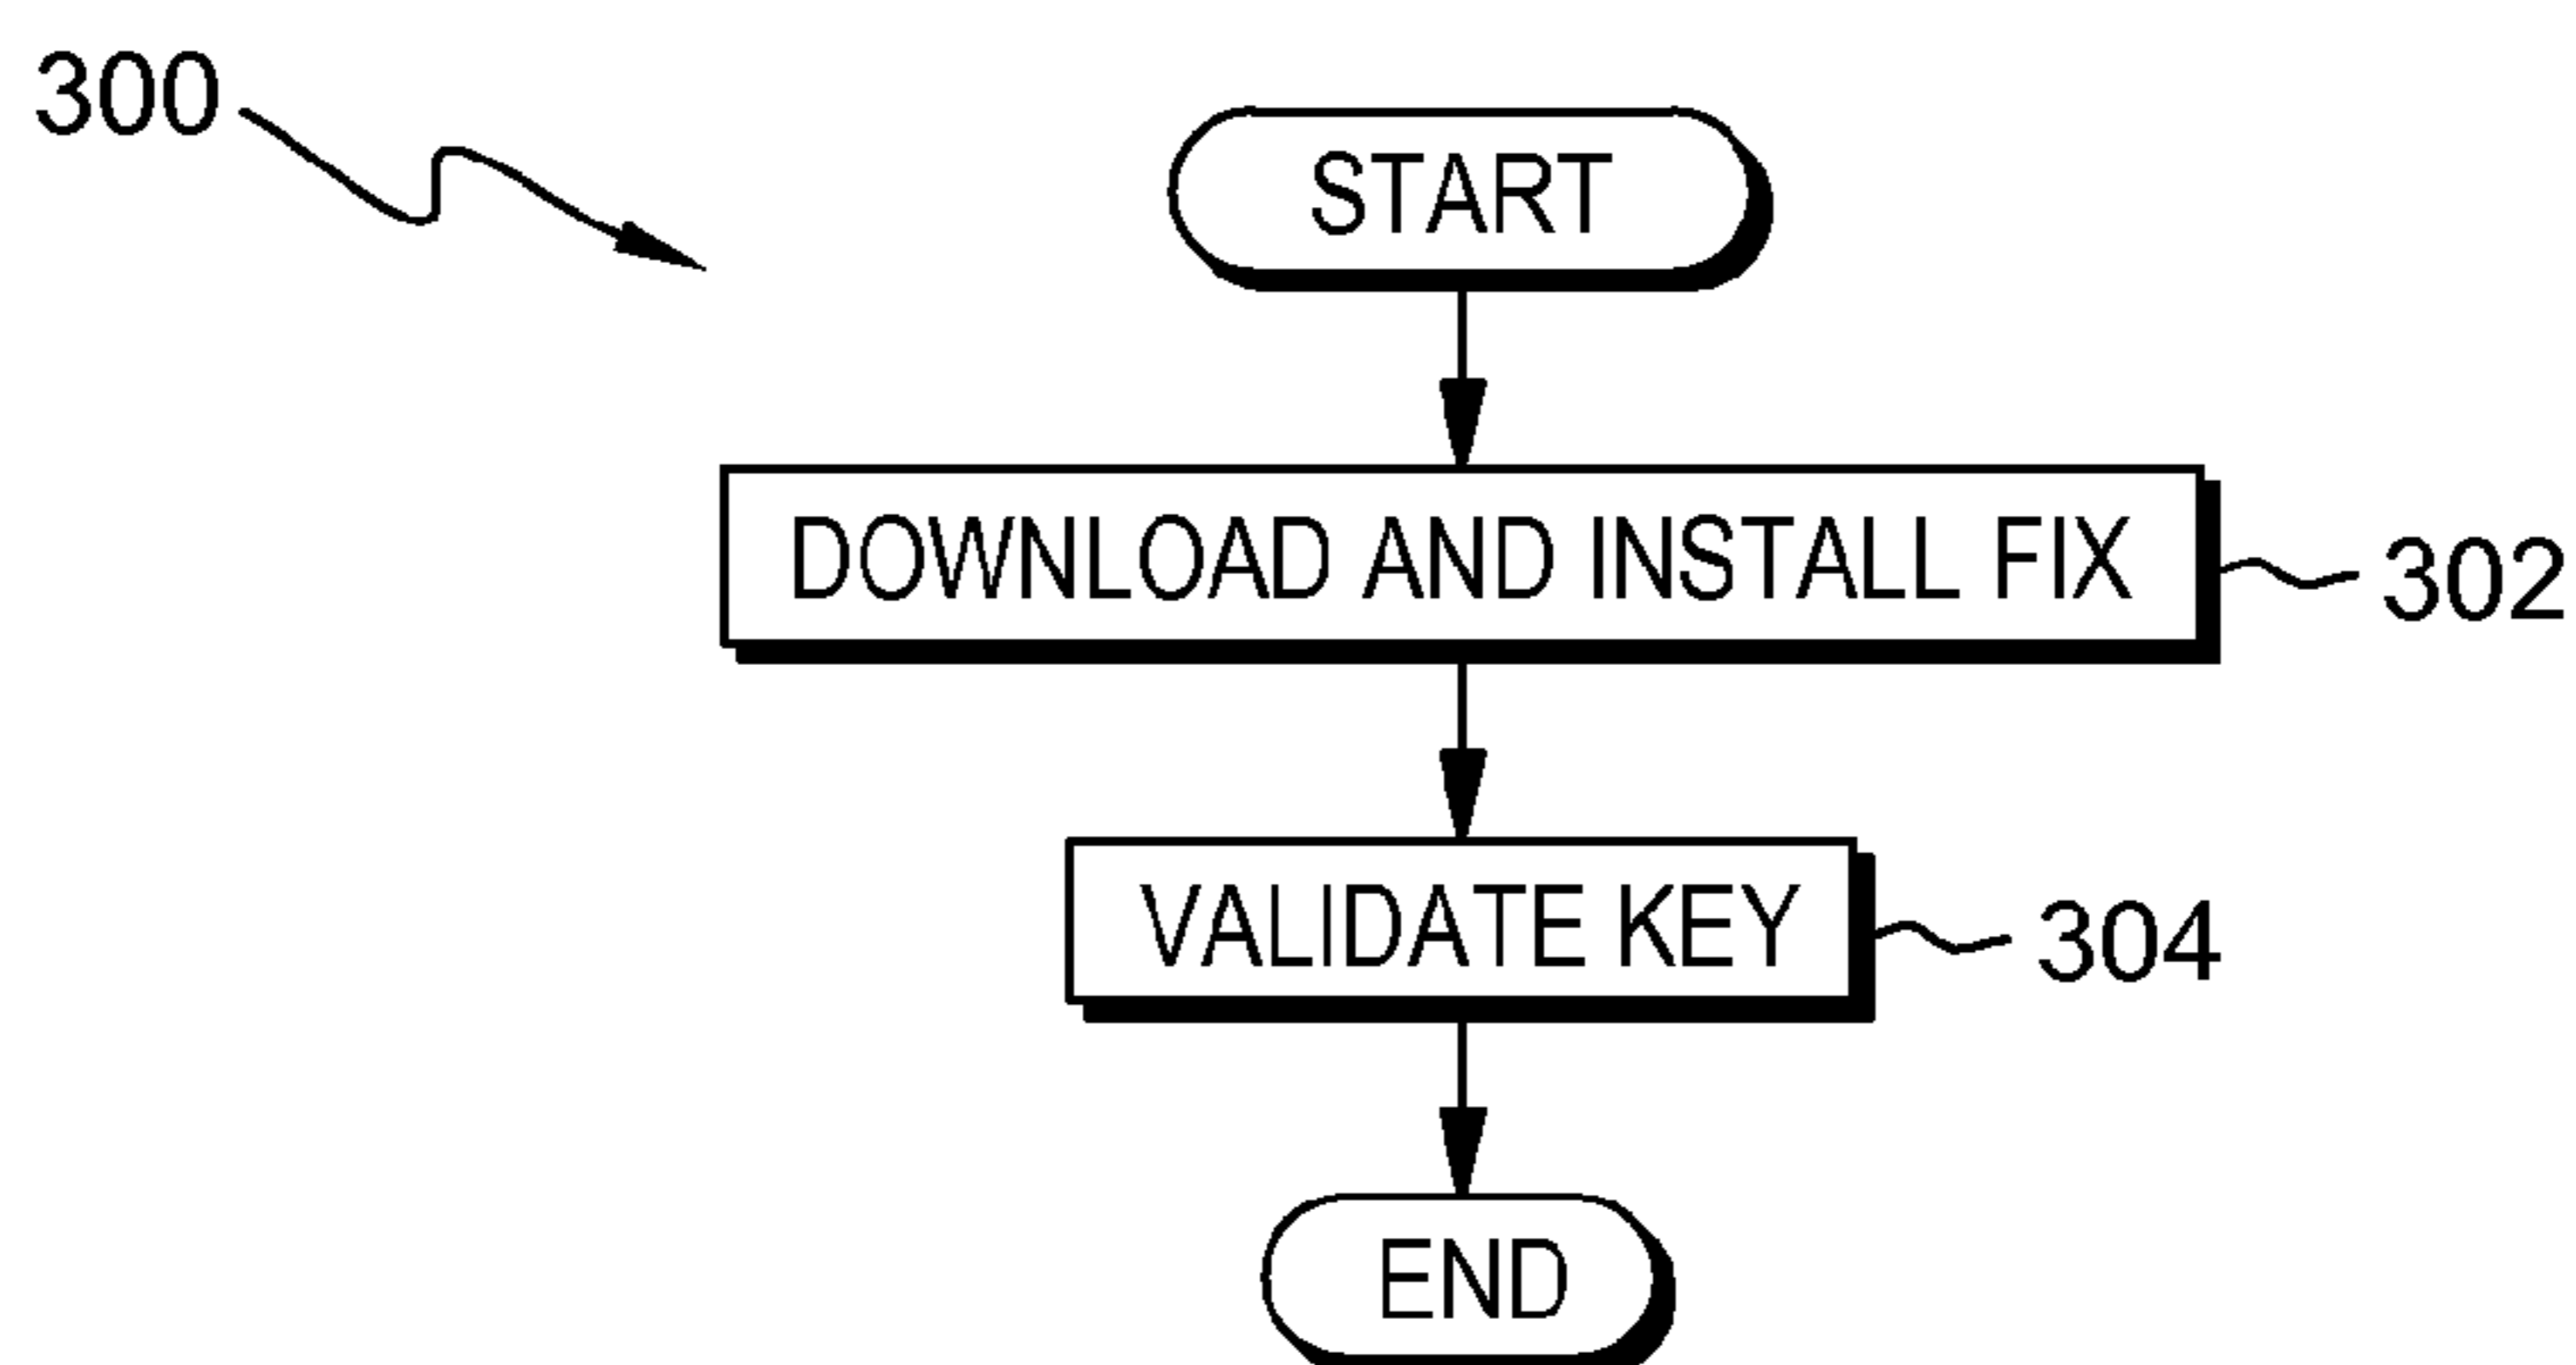 300
START
DOWNLOAD AND INSTALL FIX
302
VALIDATE KEY
304
END